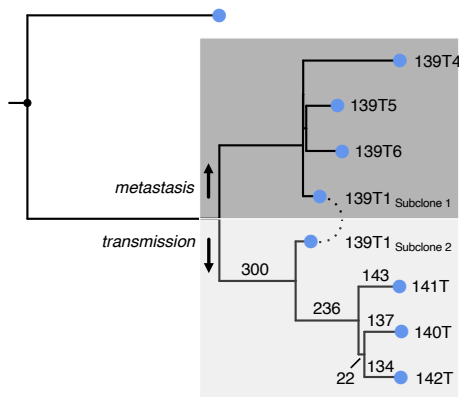 139T4
139T5
139T6
metastasis
139T1 Subclone 1
transmission
139T1 Subclone 2
300
143
141T
236
137
140T
22
134
142T